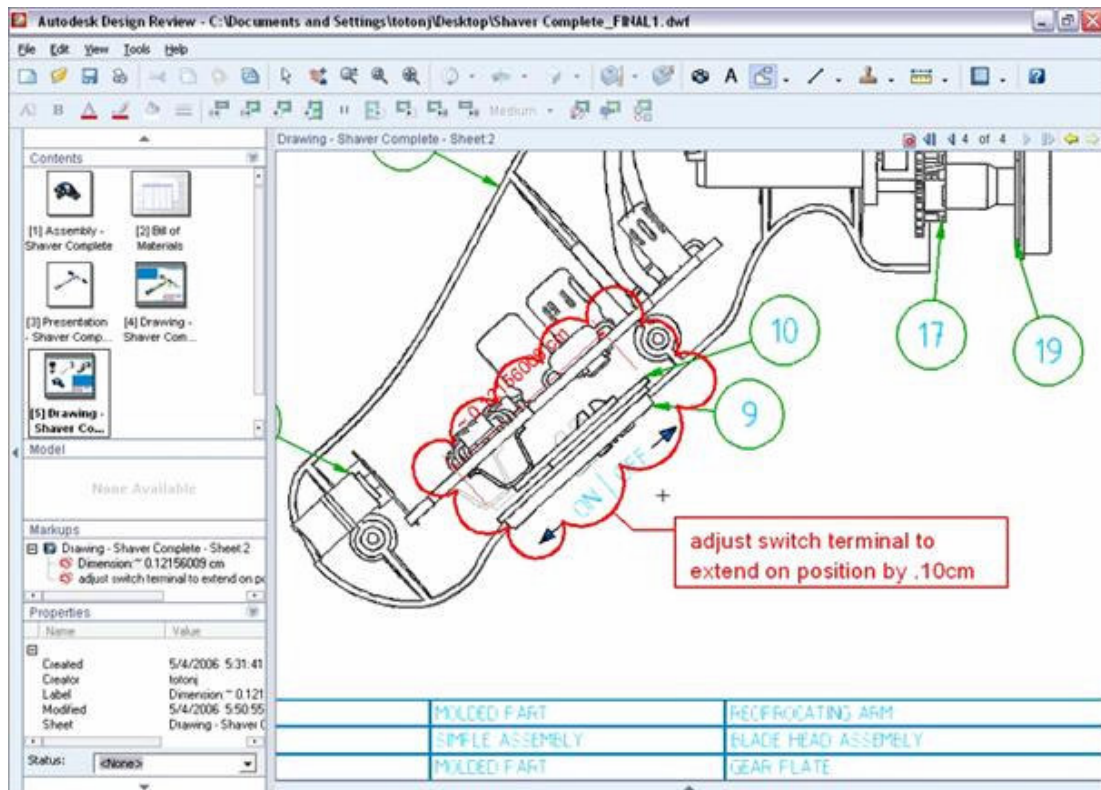 Autodesk Design Review - C:\Documents and Settings\totonj\Desktop\Shaver Complete_FINAL1.dwf
File Edit View Tools Help
Medium
Drawing - Shaver Complete - Sheet:2
4 of 4
Contents
[1] Assembly -
Shaver Complete
[2] Bill of
Materials
[3] Presentation
- Shaver Comp...
[4] Drawing -
Shaver Com...
[5] Drawing -
Shaver Co...
Model
None Available
Markups
Drawing - Shaver Complete - Sheet:2
Dimension:~ 0.12156009 cm
adjust switch terminal to extend on po
Properties
Name Value
Created 5/4/2006 5:31:41
Creator totonj
Label Dimension:~ 0.121
Modified 5/4/2006 5:50:55
Sheet Drawing - Shaver C
Status: <None>
~ 0.12156009 cm
10
9
17
19
ON | OFF
adjust switch terminal to
extend on position by .10cm
MOLDED PART RECIPROCATING ARM
SIMPLE ASSEMBLY BLADE HEAD ASSEMBLY
MOLDED PART GEAR PLATE